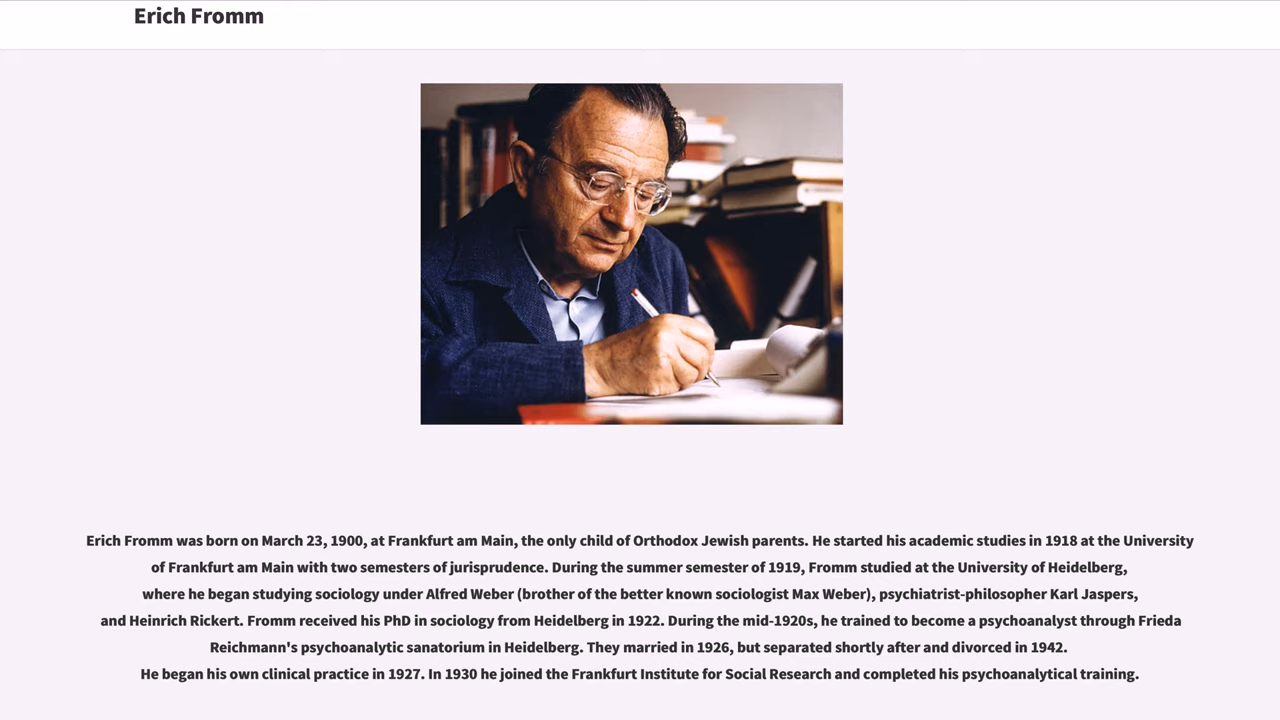 Erich Fromm
Erich Fromm was born on March 23, 1900, at Frankfurt am Main, the only child of Orthodox Jewish parents. He started his academic studies in 1918 at the University
of Frankfurt am Main with two semesters of jurisprudence. During the summer semester of 1919, Fromm studied at the University of Heidelberg,
where he began studying sociology under Alfred Weber (brother of the better known sociologist Max Weber), psychiatrist-philosopher Karl Jaspers,
and Heinrich Rickert. Fromm received his PhD in sociology from Heidelberg in 1922. During the mid-1920s, he trained to become a psychoanalyst through Frieda
Reichmann's psychoanalytic sanatorium in Heidelberg. They married in 1926, but separated shortly after and divorced in 1942.
He began his own clinical practice in 1927. In 1930 he joined the Frankfurt Institute for Social Research and completed his psychoanalytical training.